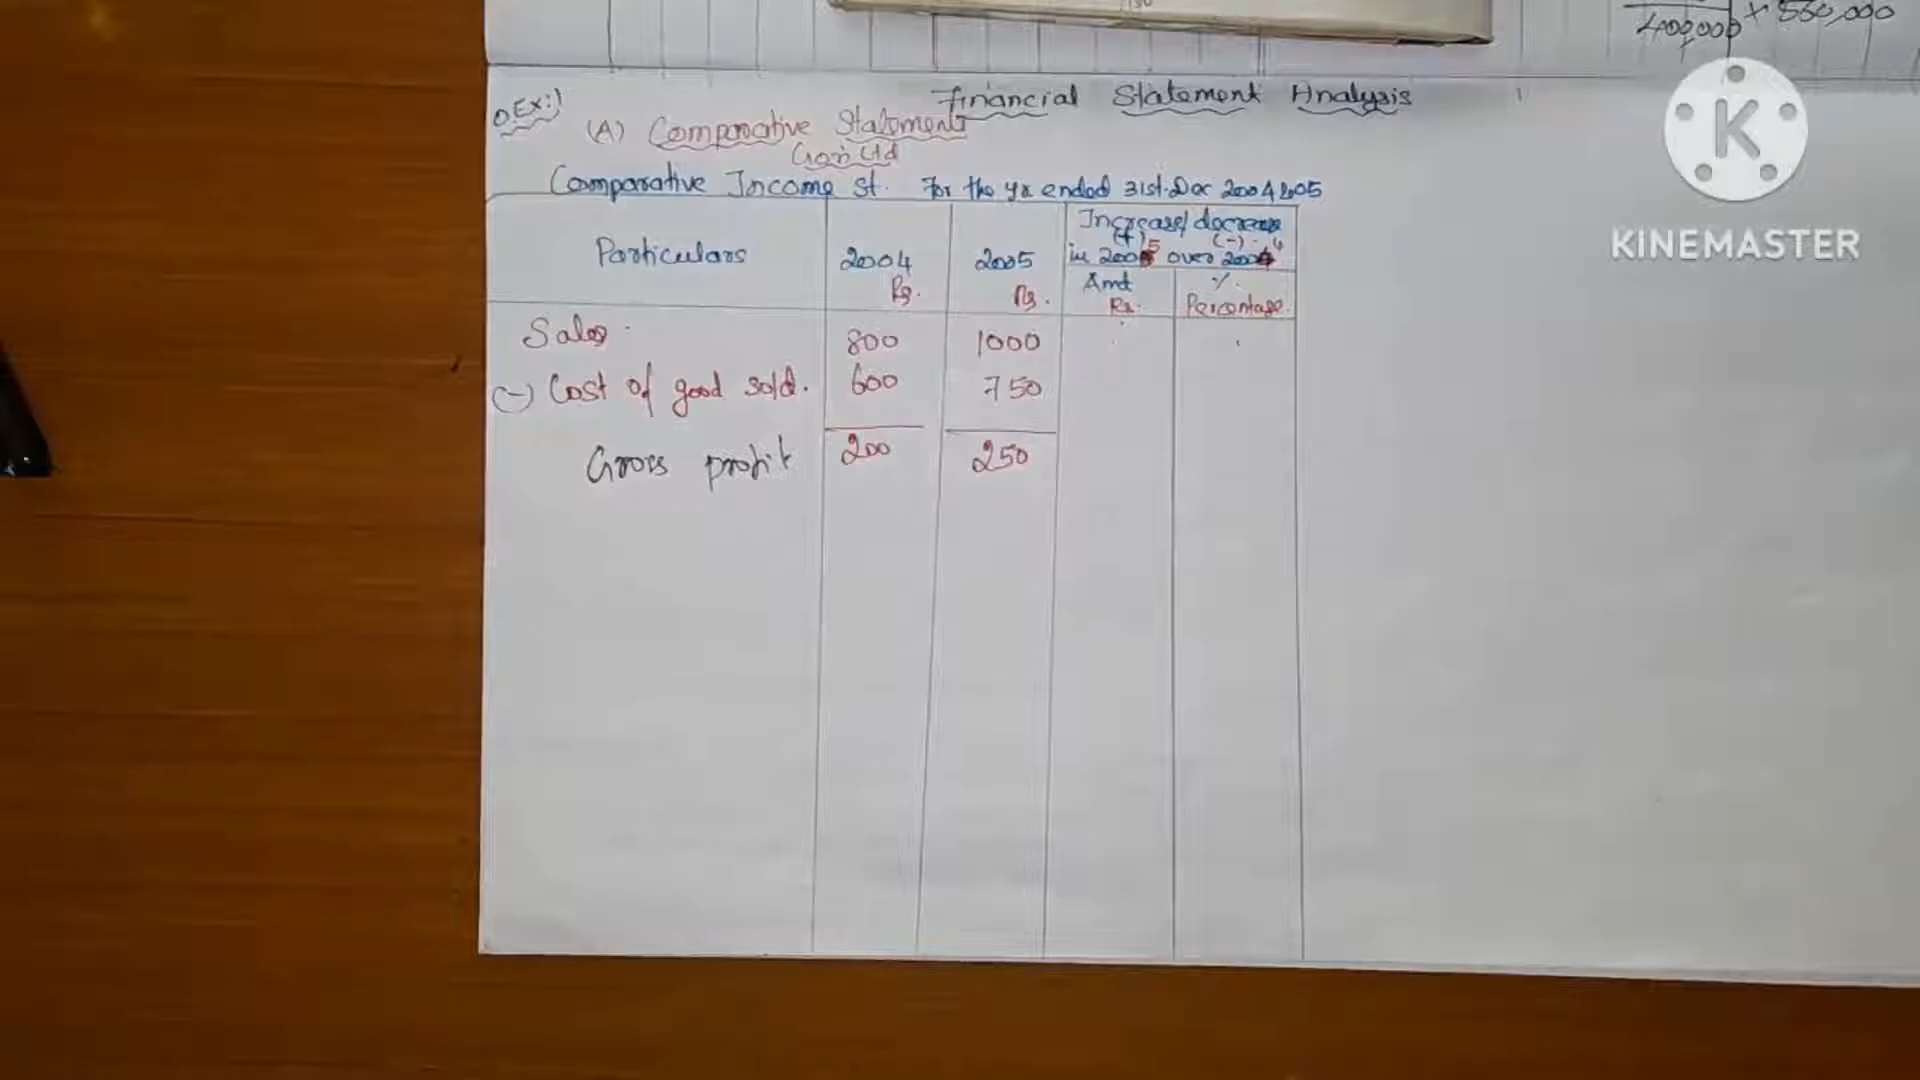 400,000 × 550,000
Financial Statement Analysis
Ex:1
(A) Comparative Statement
Comparative Income St. For the yr ended 31st. Dec 2004 2005
Increase/decrease
(+) (-)
Particulars 2004 2005 in 2005 over 2004
Rs. Rs. Amt %
Rs. Percentage.
Sales 800 1000
(-) Cost of good sold. 600 750
Gross profit 200 250
K
KINEMASTER